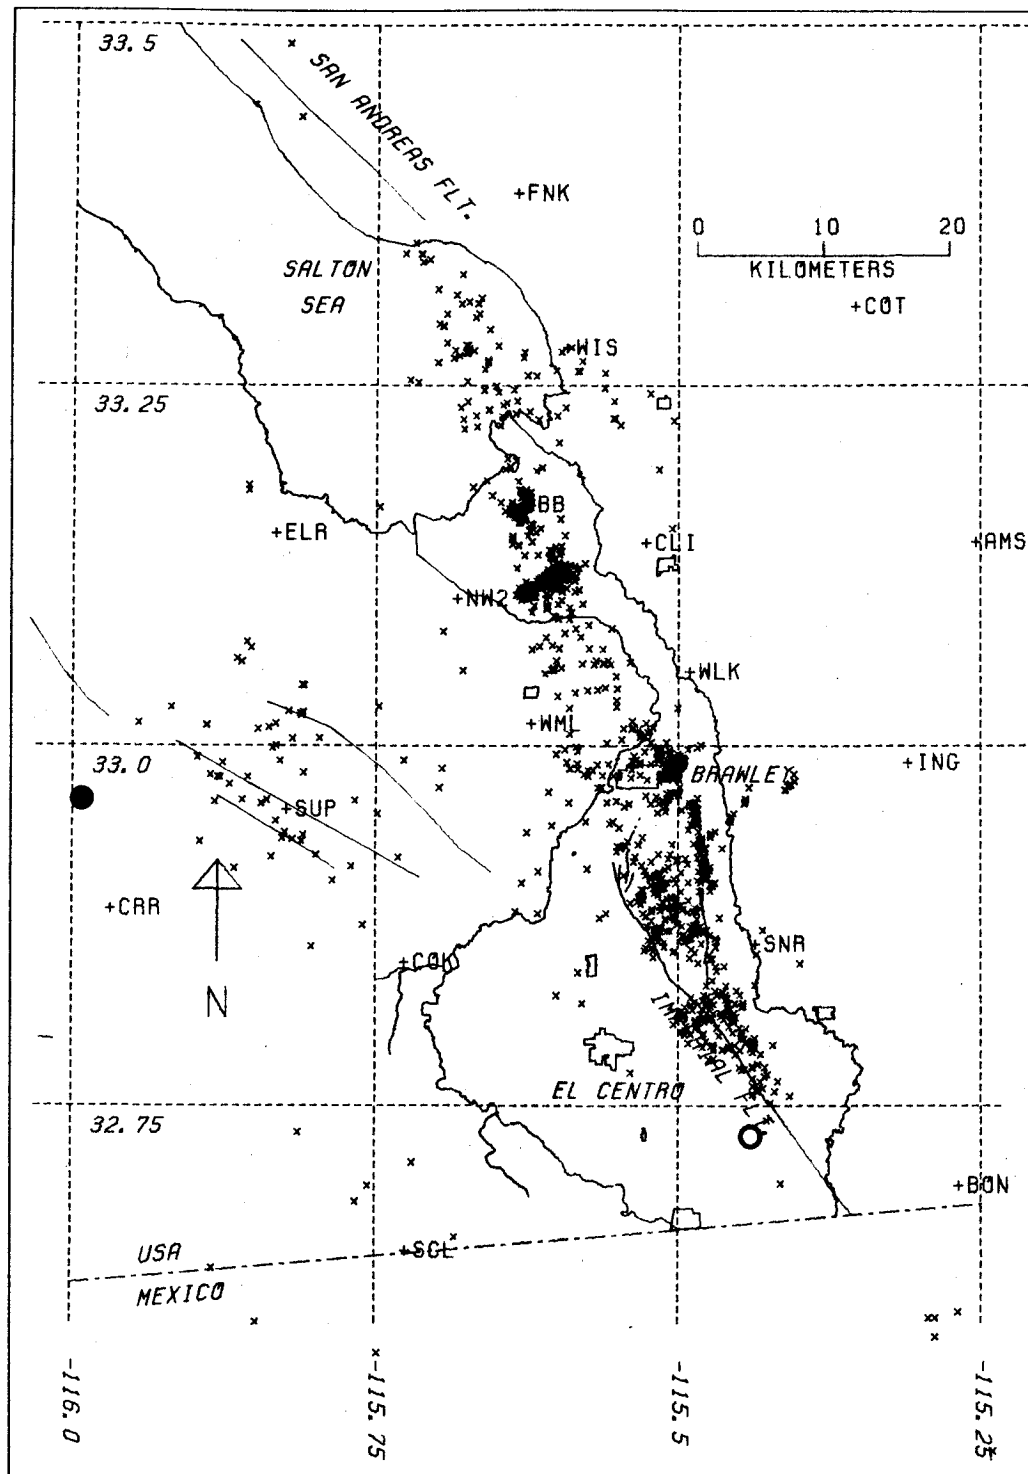 33.5
SAN ANDREAS FLT.
+FNK
0 10 20
KILOMETERS
SALTON
SEA
+COT
+WIS
33.25
BB
+ELR
+CLI
+AMS
+NW2
+WLK
+WML
33.0
BRAWLEY
+ING
+SUP
+CRR
+COK
+SNR
N
IMPERIAL FLT.
EL CENTRO
32.75
+BON
USA
+SGL
MEXICO
-116.0
-115.75
-115.5
-115.25